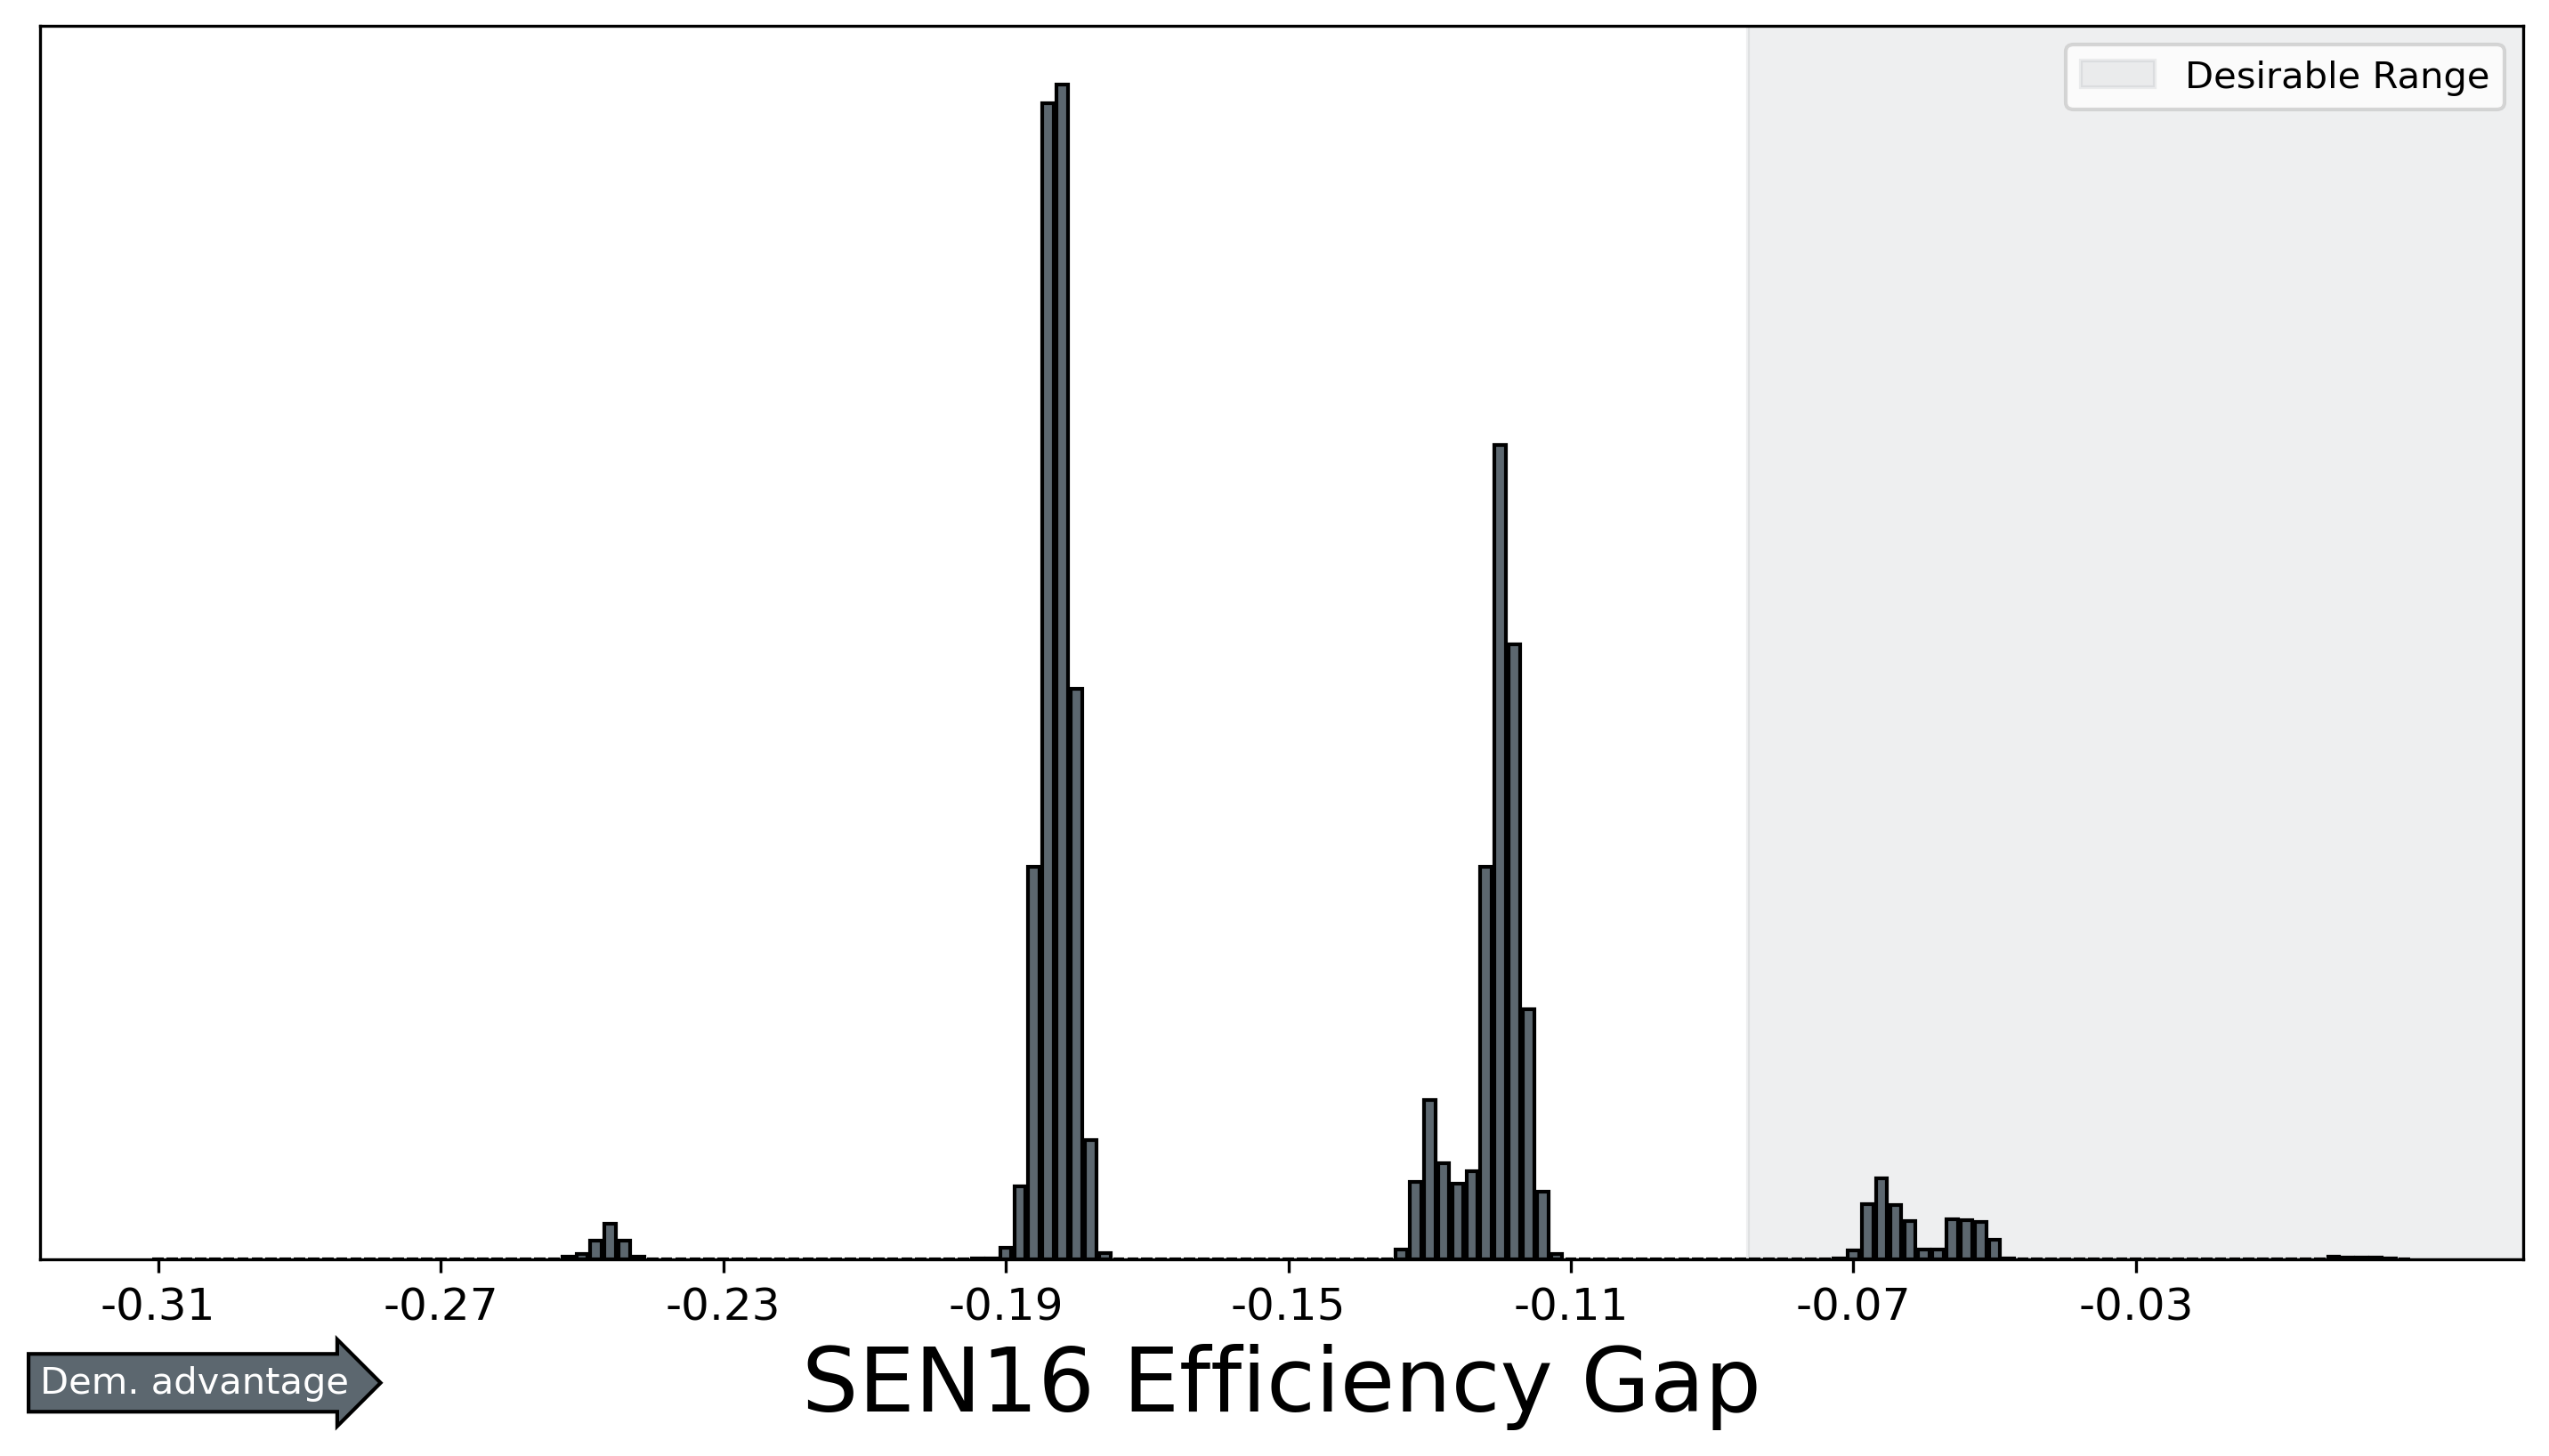 Desirable Range
-0.31 -0.27 -0.23 -0.19 -0.15 -0.11 -0.07 -0.03
Dem. advantage
SEN16 Efficiency Gap